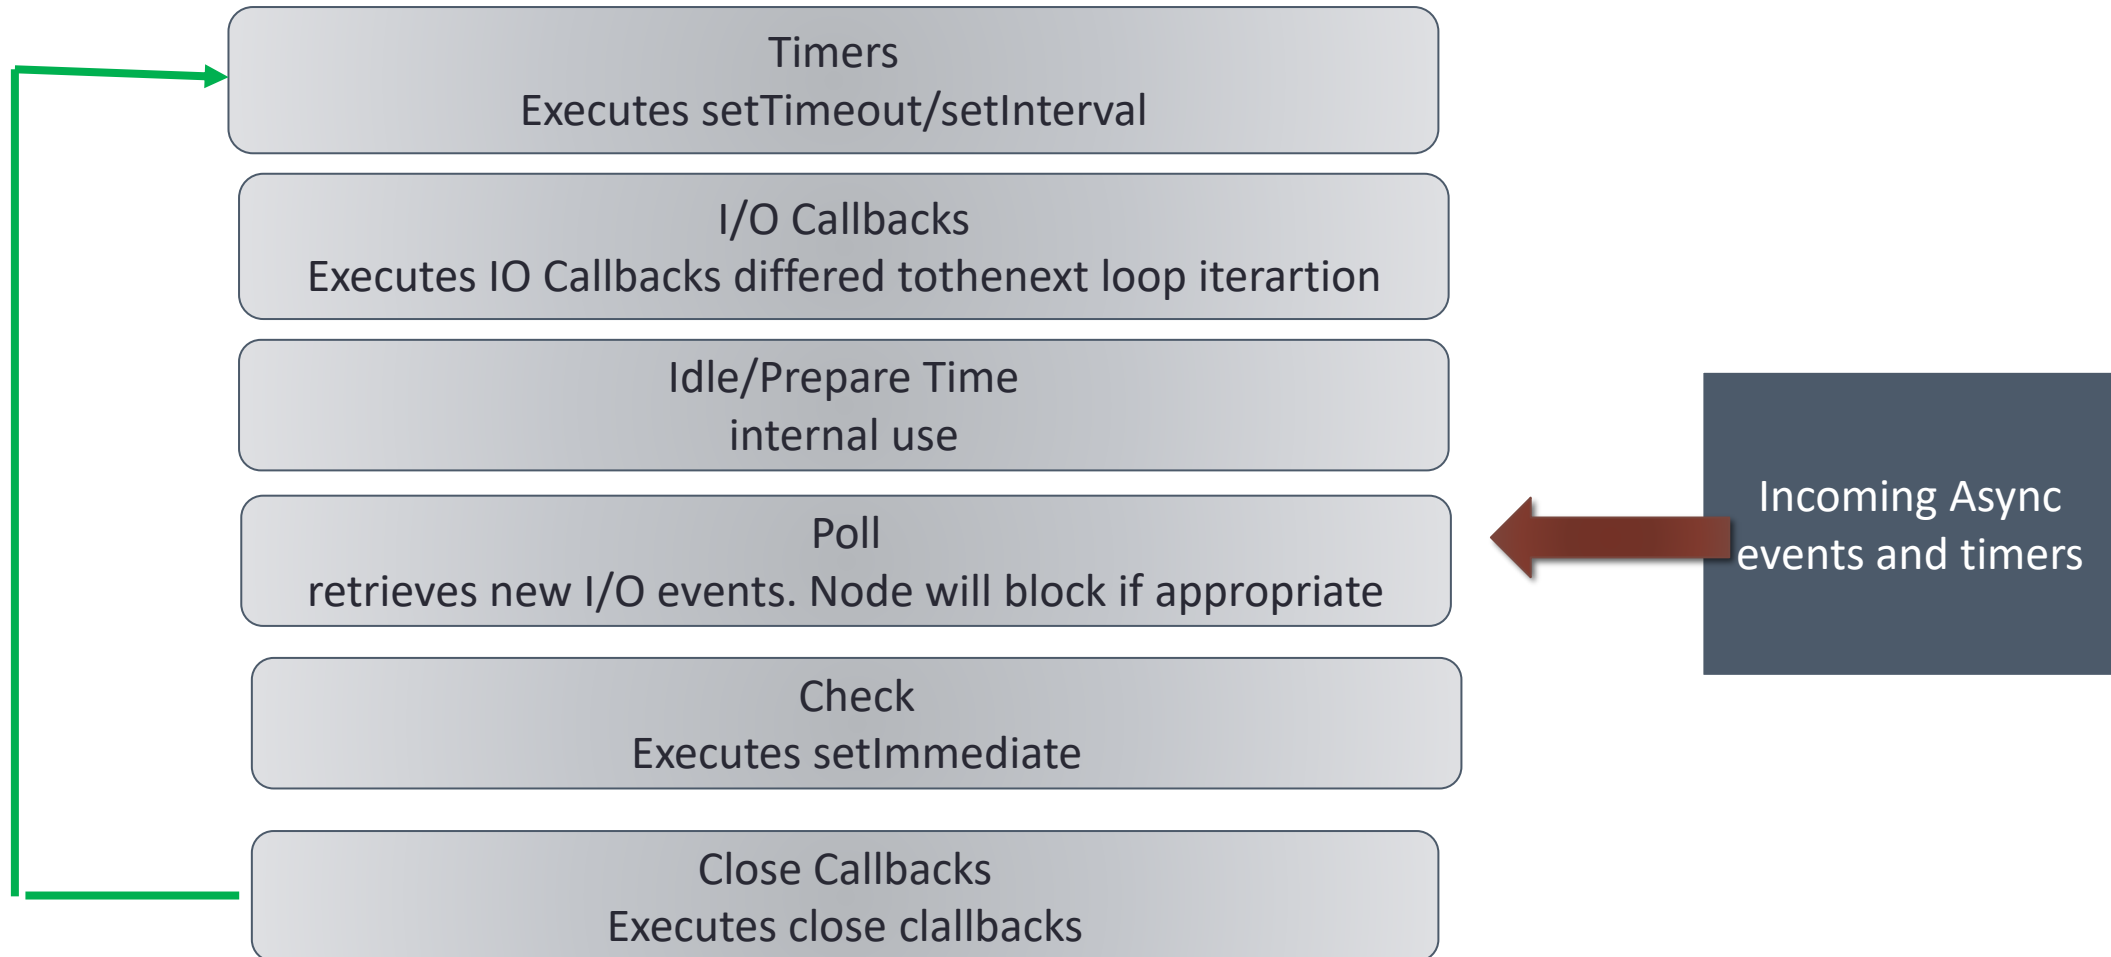 Timers
Executes setTimeout/setInterval
I/O Callbacks
Executes IO Callbacks differed tothenext loop iterartion
Idle/Prepare Time
internal use
Poll
retrieves new I/O events. Node will block if appropriate
Incoming Async
events and timers
Check
Executes setImmediate
Close Callbacks
Executes close clallbacks